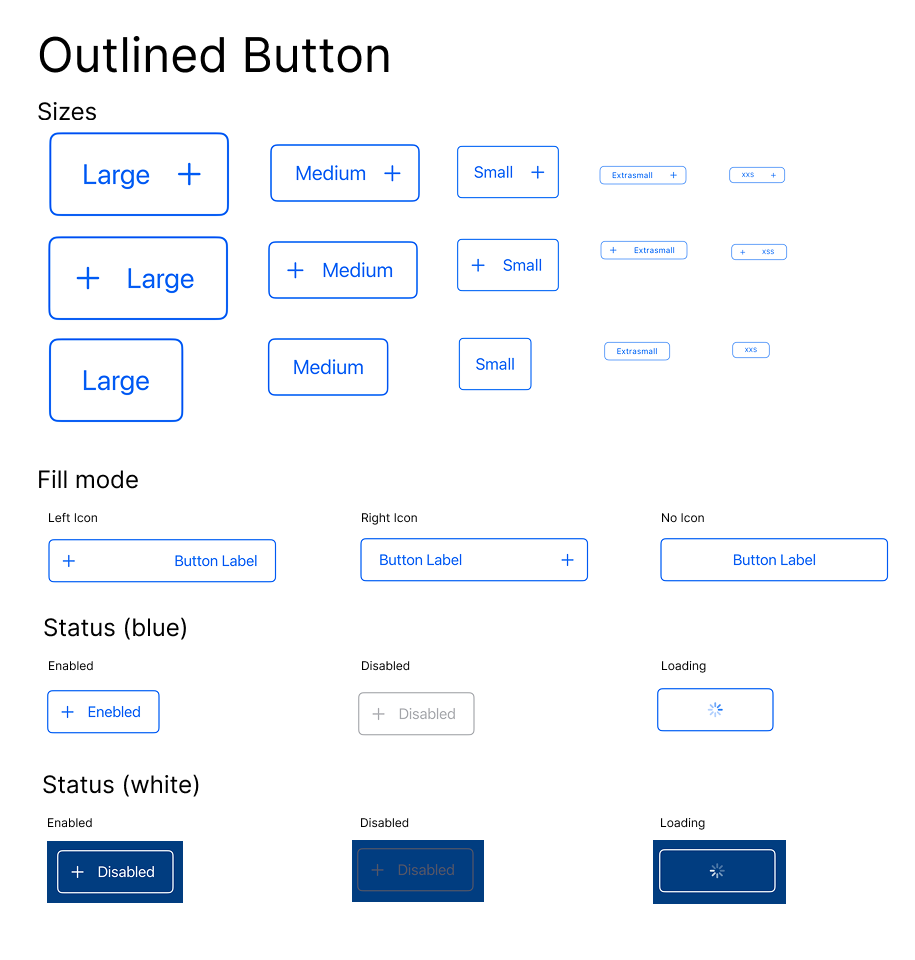 Outlined Button
Sizes
Large
Medium
Small
Extrasmall
xxs
Large
Medium
Small
Extrasmall
xss
Large
Medium
Small
Extrasmall
xxs
Fill mode
Left Icon
Right Icon
No Icon
Button Label
Button Label
Button Label
Status (blue)
Enabled
Disabled
Loading
Enebled
Disabled
Status (white)
Enabled
Disabled
Loading
Disabled
Disabled